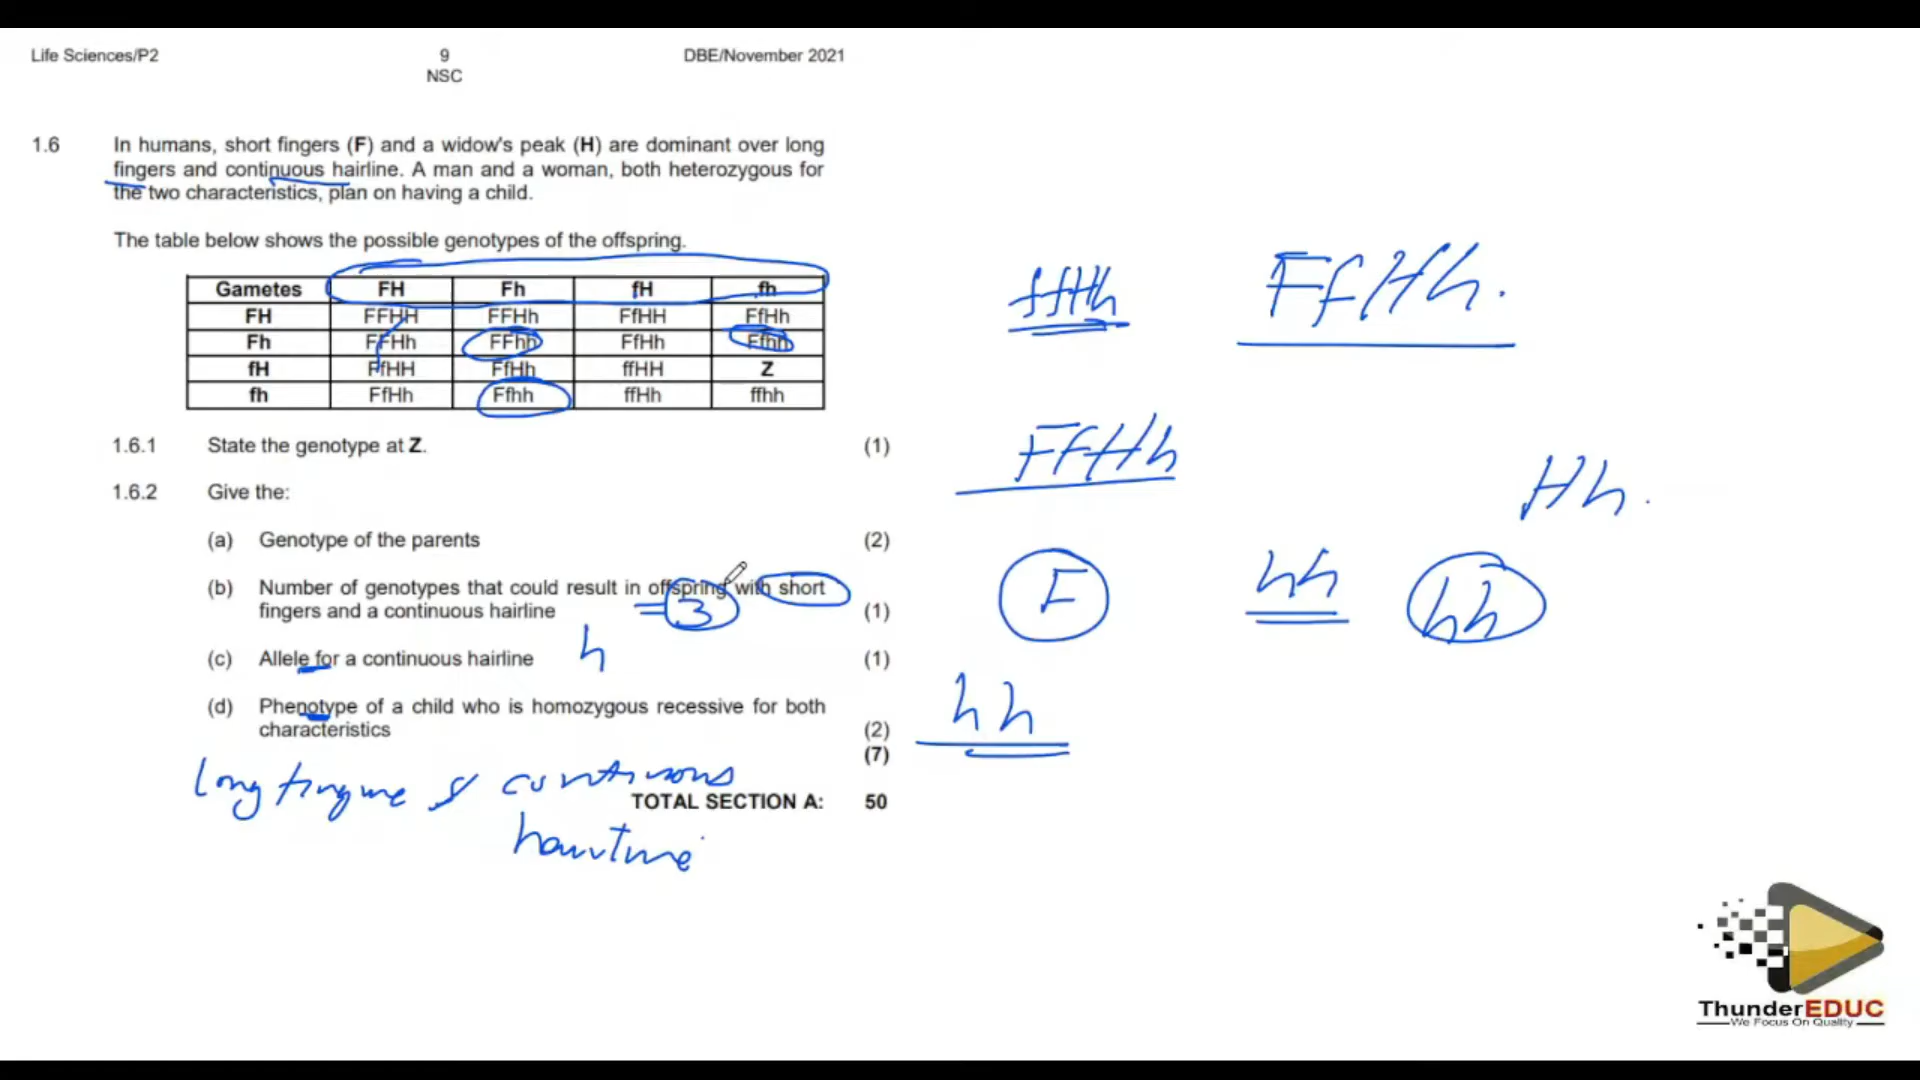 Life Sciences/P2 9 DBE/November 2021
NSC
1.6 In humans, short fingers (F) and a widow's peak (H) are dominant over long
fingers and continuous hairline. A man and a woman, both heterozygous for
the two characteristics, plan on having a child.
The table below shows the possible genotypes of the offspring.
Gametes FH Fh fH fh
FH FFHH FFHh FfHH FfHh
Fh FFHh FFhh FfHh Ffhh
fH FfHH FfHh ffHH Z
fh FfHh Ffhh ffHh ffhh
ffHh FfHh.
1.6.1 State the genotype at Z. (1)
FfHh
1.6.2 Give the:
Hh.
(a) Genotype of the parents (2)
(b) Number of genotypes that could result in offspring with short
fingers and a continuous hairline = 3 (1)
F hh hh
(c) Allele for a continuous hairline h (1)
(d) Phenotype of a child who is homozygous recessive for both
characteristics (2)
hh
(7)
long & continuous
TOTAL SECTION A: 50
ThunderEDUC
We Focus On Quality